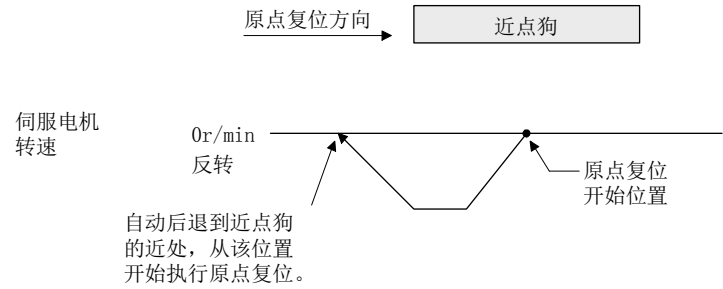 原点复位方向
近点狗
伺服电机
转速
0r/min
反转
原点复位
开始位置
自动后退到近点狗
的近处，从该位置
开始执行原点复位。